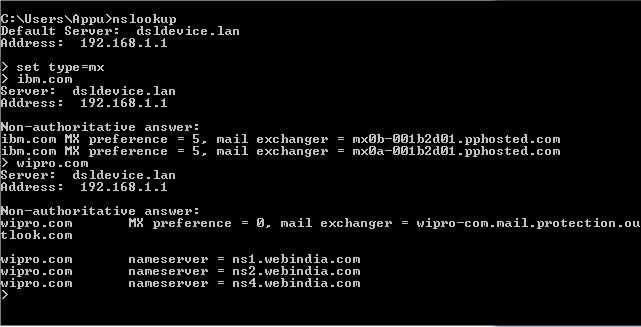 C:\Users\Appu>nslookup
Default Server:  dsldevice.lan
Address:  192.168.1.1
> set type=mx
> ibm.com
Server:  dsldevice.lan
Address:  192.168.1.1
Non-authoritative answer:
ibm.com MX preference = 5, mail exchanger = mx0b-001b2d01.pphosted.com
ibm.com MX preference = 5, mail exchanger = mx0a-001b2d01.pphosted.com
> wipro.com
Server:  dsldevice.lan
Address:  192.168.1.1
Non-authoritative answer:
wipro.com       MX preference = 0, mail exchanger = wipro-com.mail.protection.ou
tlook.com
wipro.com       nameserver = ns1.webindia.com
wipro.com       nameserver = ns2.webindia.com
wipro.com       nameserver = ns4.webindia.com
>